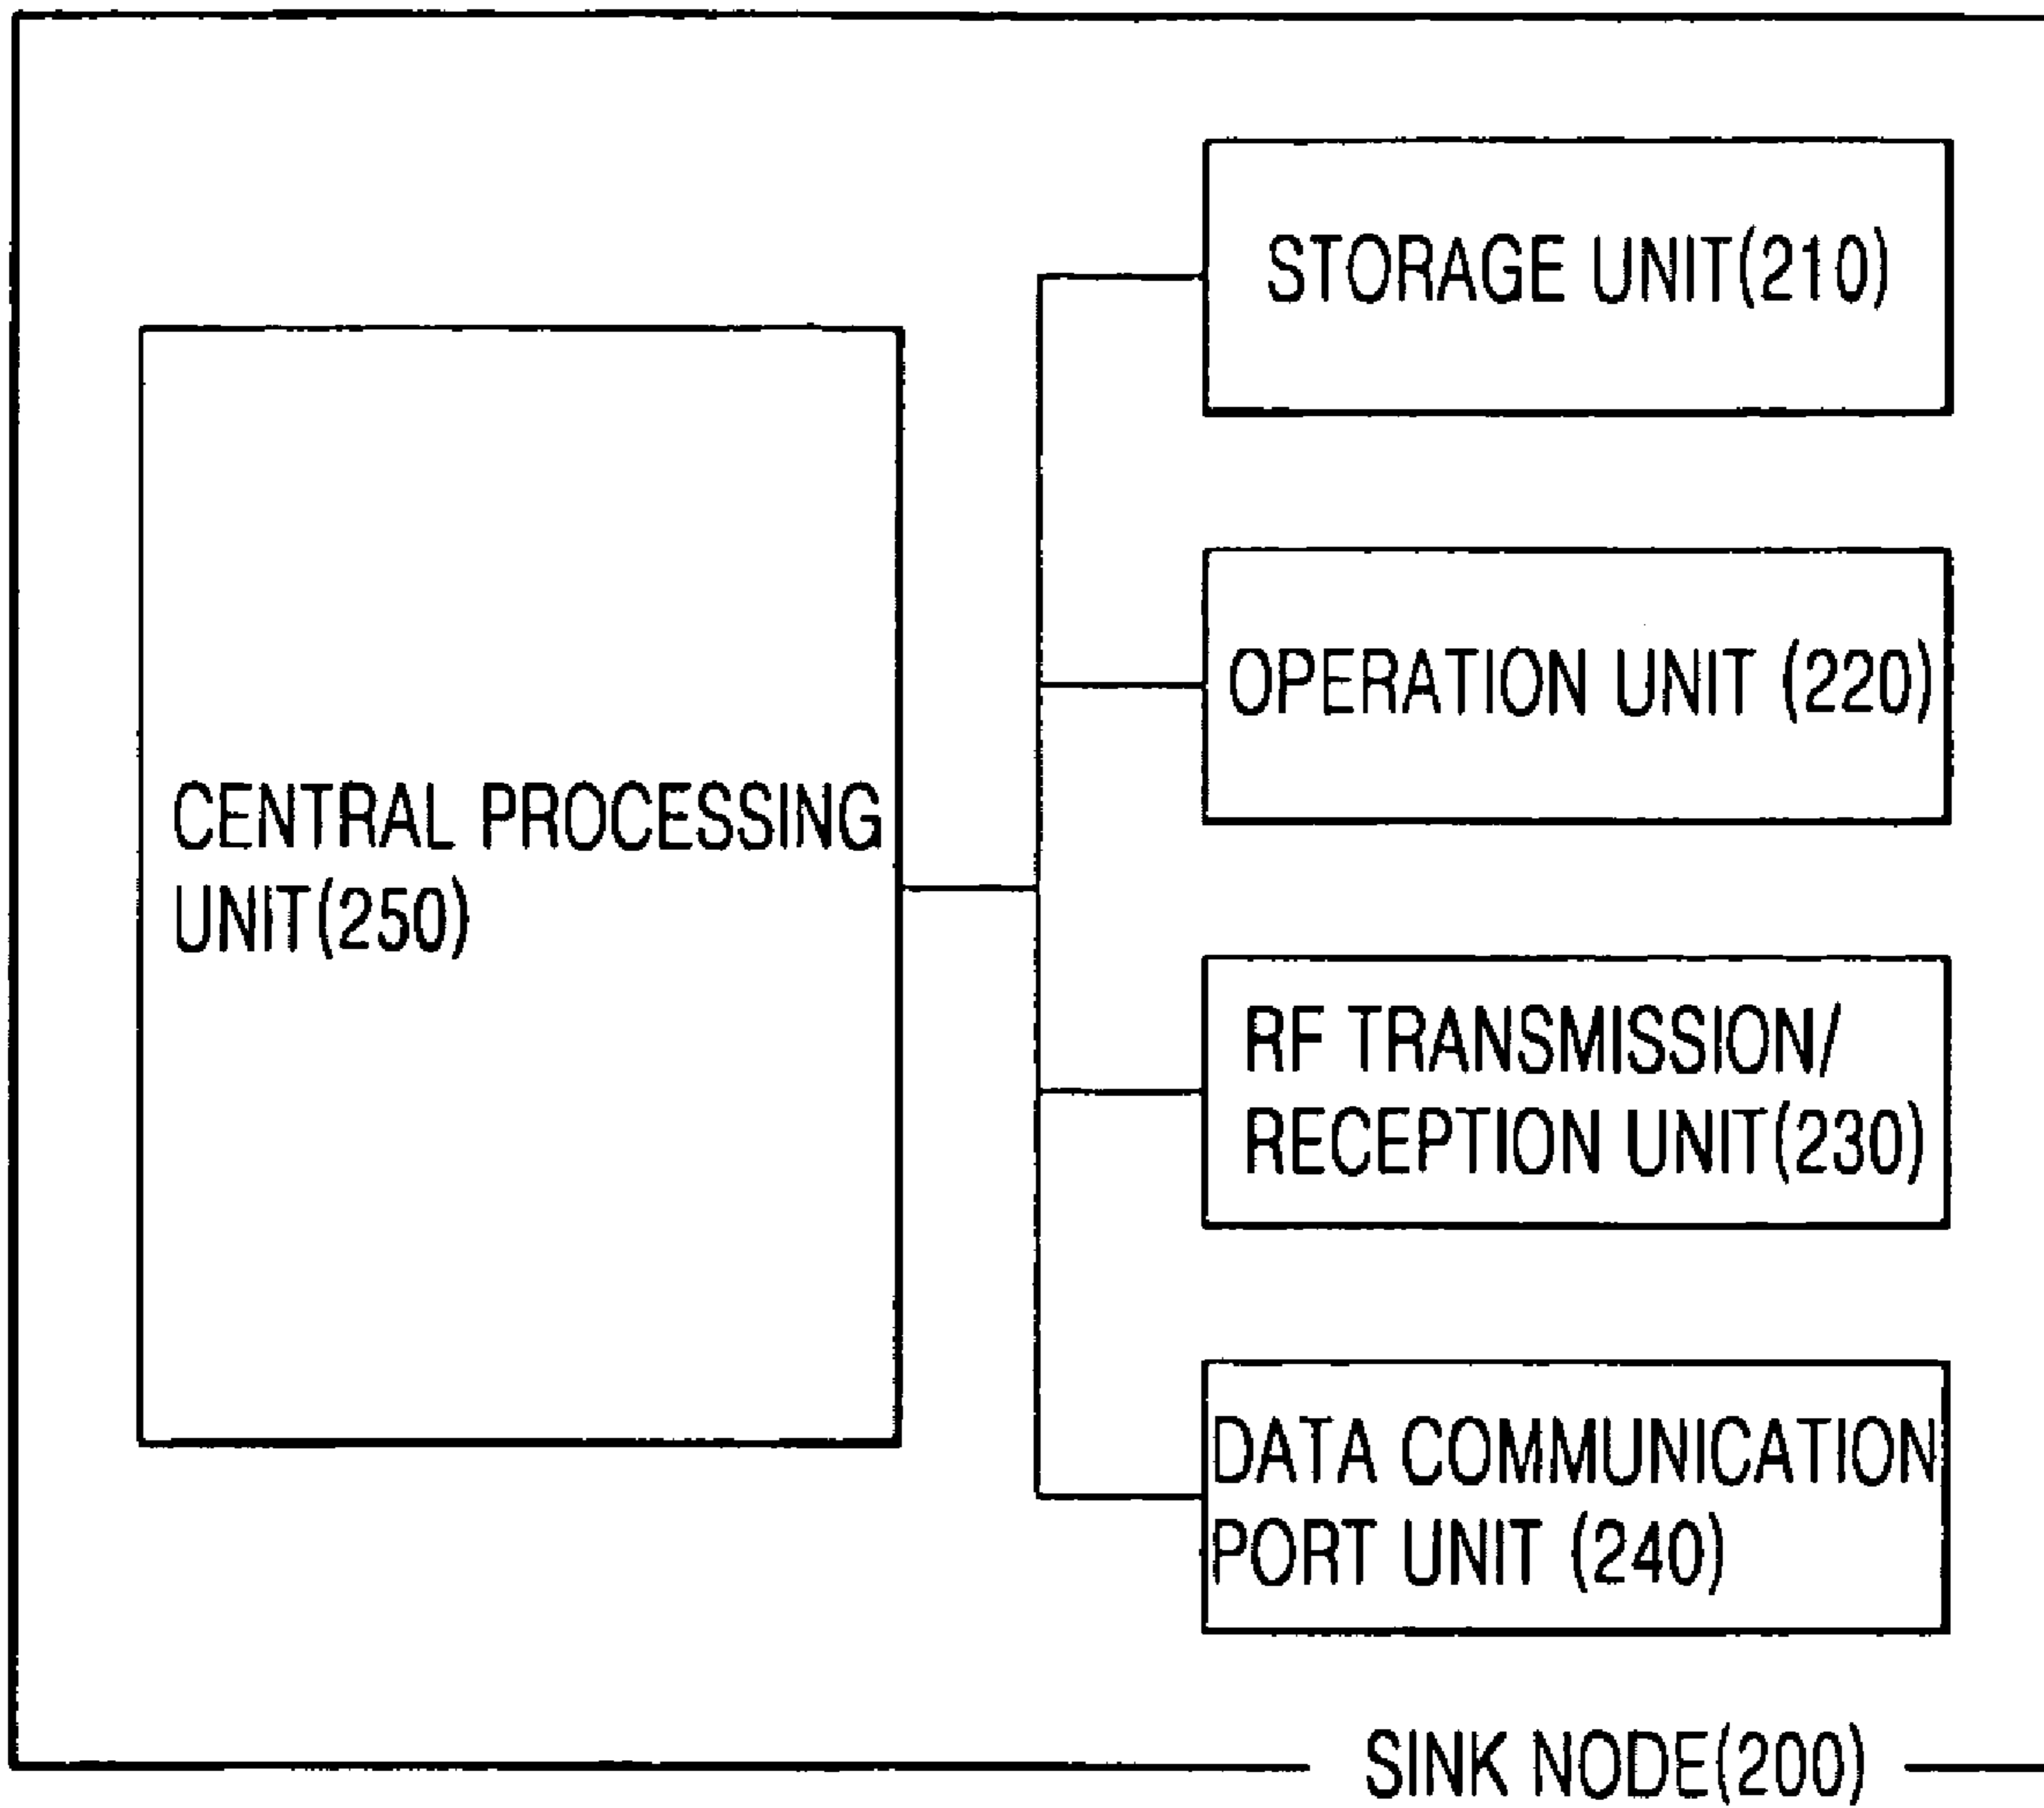 STORAGE UNIT(210)
OPERATION UNIT (220)
CENTRAL PROCESSING
UNIT(250)
RF TRANSMISSION/
RECEPTION UNIT(230)
DATA COMMUNICATION
PORT UNIT (240)
SINK NODE(200)